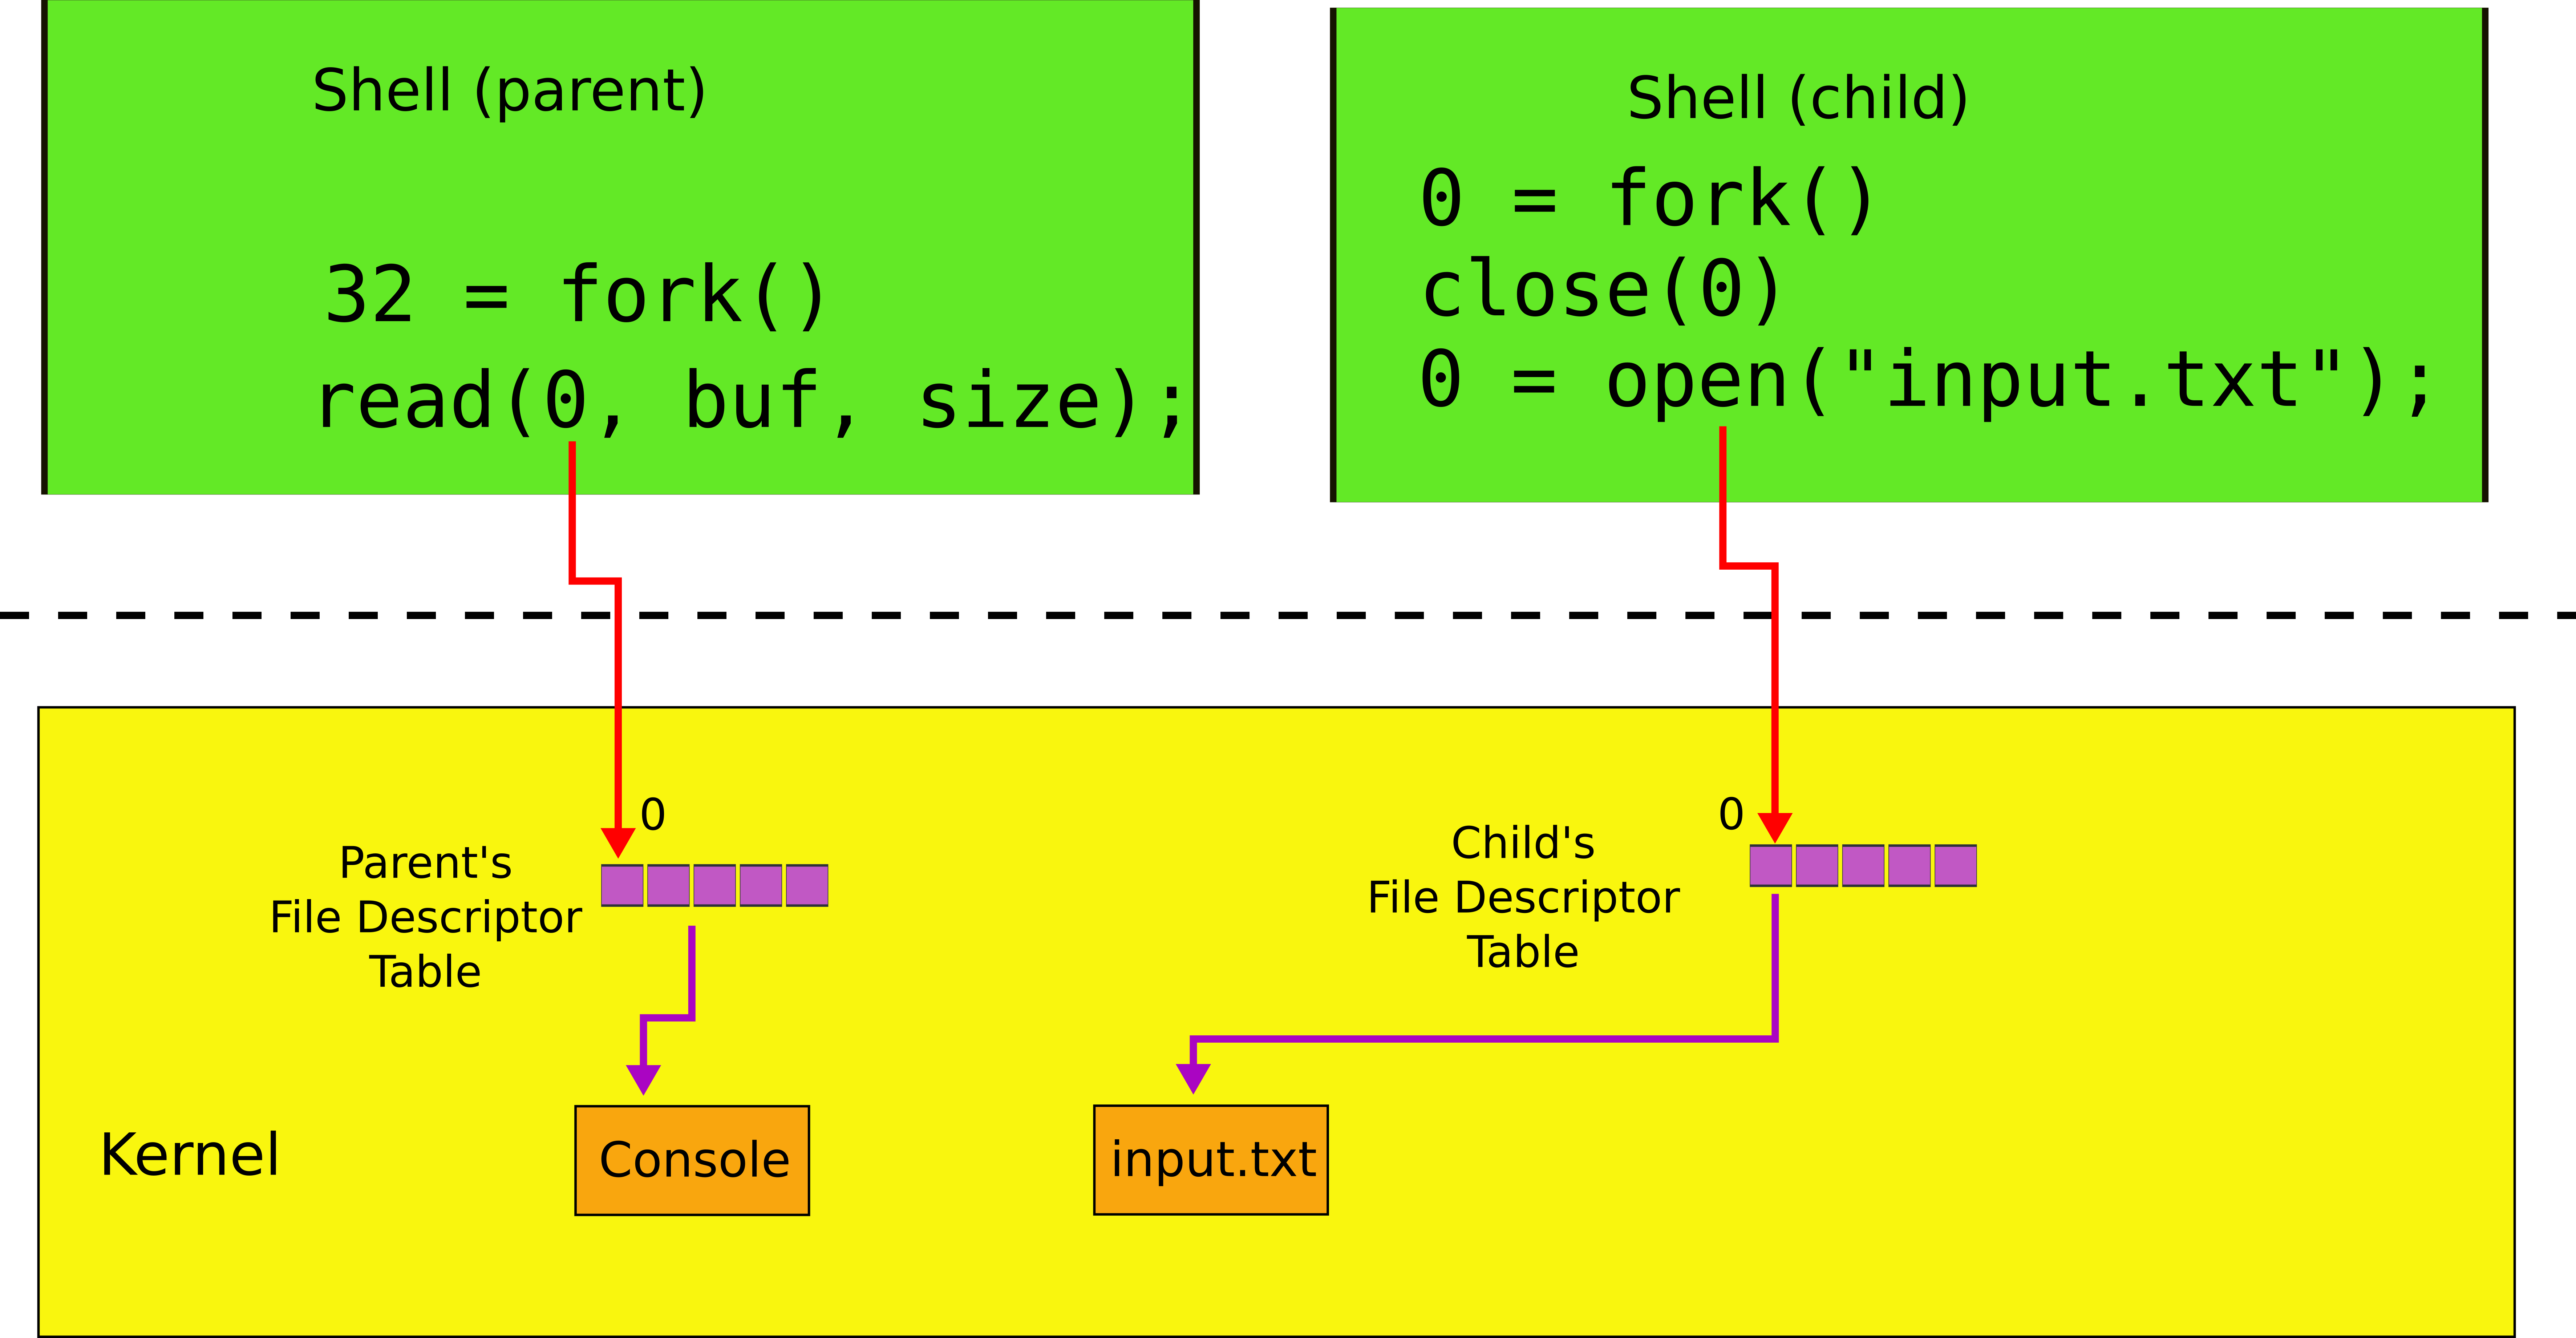 Shell (parent)
32 = fork()
read(0, buf, size);
Shell (child)
0 = fork()
close(0)
0 = open("input.txt");
0
Parent's
File Descriptor
Table
0
Child's
File Descriptor
Table
Kernel
Console
input.txt